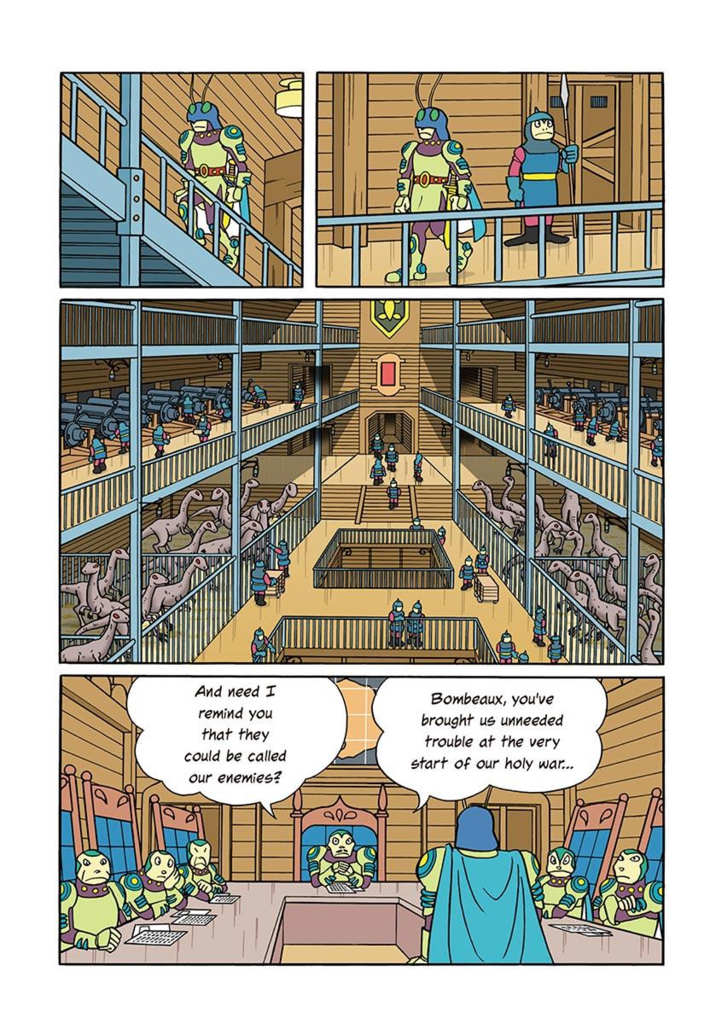 Bombeaux, you've
brought us unneeded
trouble at the very
start of our holy war...
And need I
remind you
that they
could be called
our enemies?